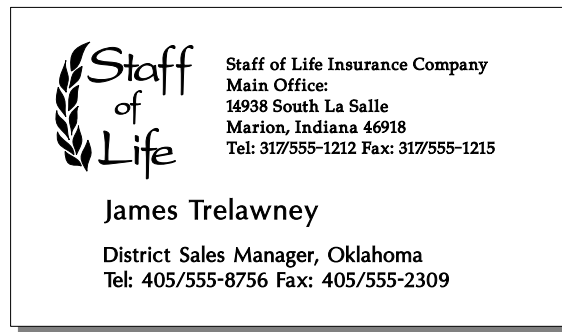 Staff
of
Life
Staff of Life Insurance Company
Main Office:
14938 South La Salle
Marion, Indiana 46918
Tel: 317/555-1212 Fax: 317/555-1215
James Trelawney
District Sales Manager, Oklahoma
Tel: 405/555-8756 Fax: 405/555-2309